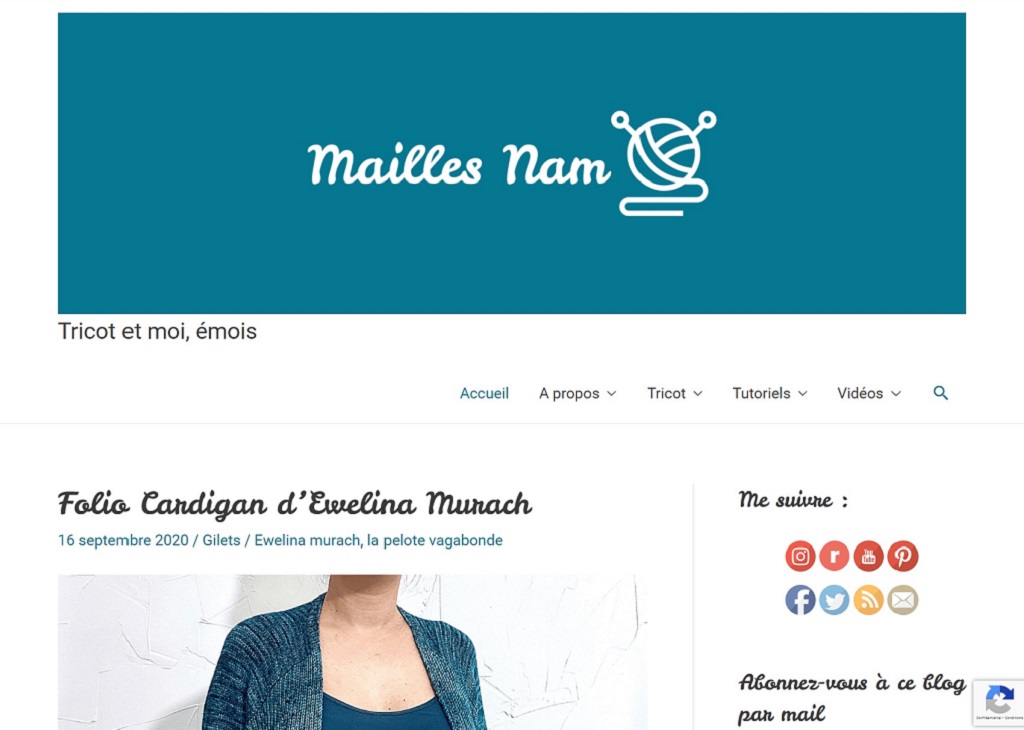 Mailles Nam
Tricot et moi, émois
Accueil A propos Tricot Tutoriels Vidéos
Folio Cardigan d'Ewelina Murach
16 septembre 2020 / Gilets / Ewelina murach, la pelote vagabonde
Me suivre :
Abonnez-vous à ce blog
par mail